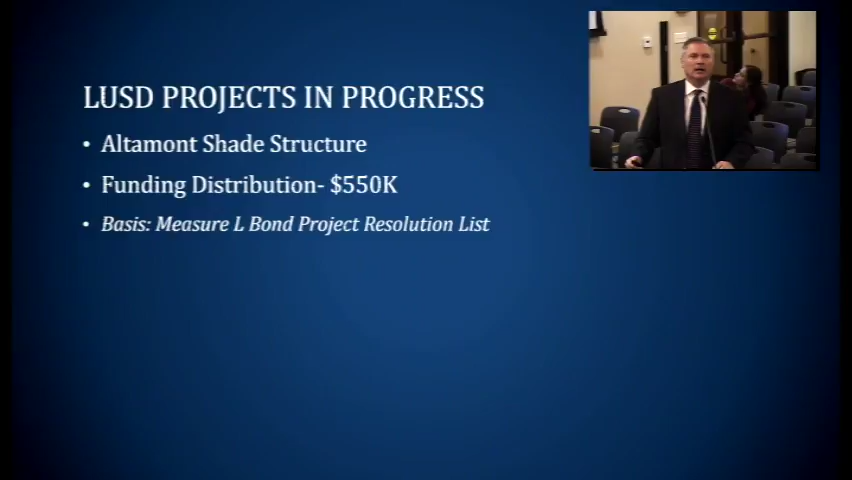 LUSD PROJECTS IN PROGRESS
• Altamont Shade Structure
• Funding Distribution- $550K
• Basis: Measure L Bond Project Resolution List